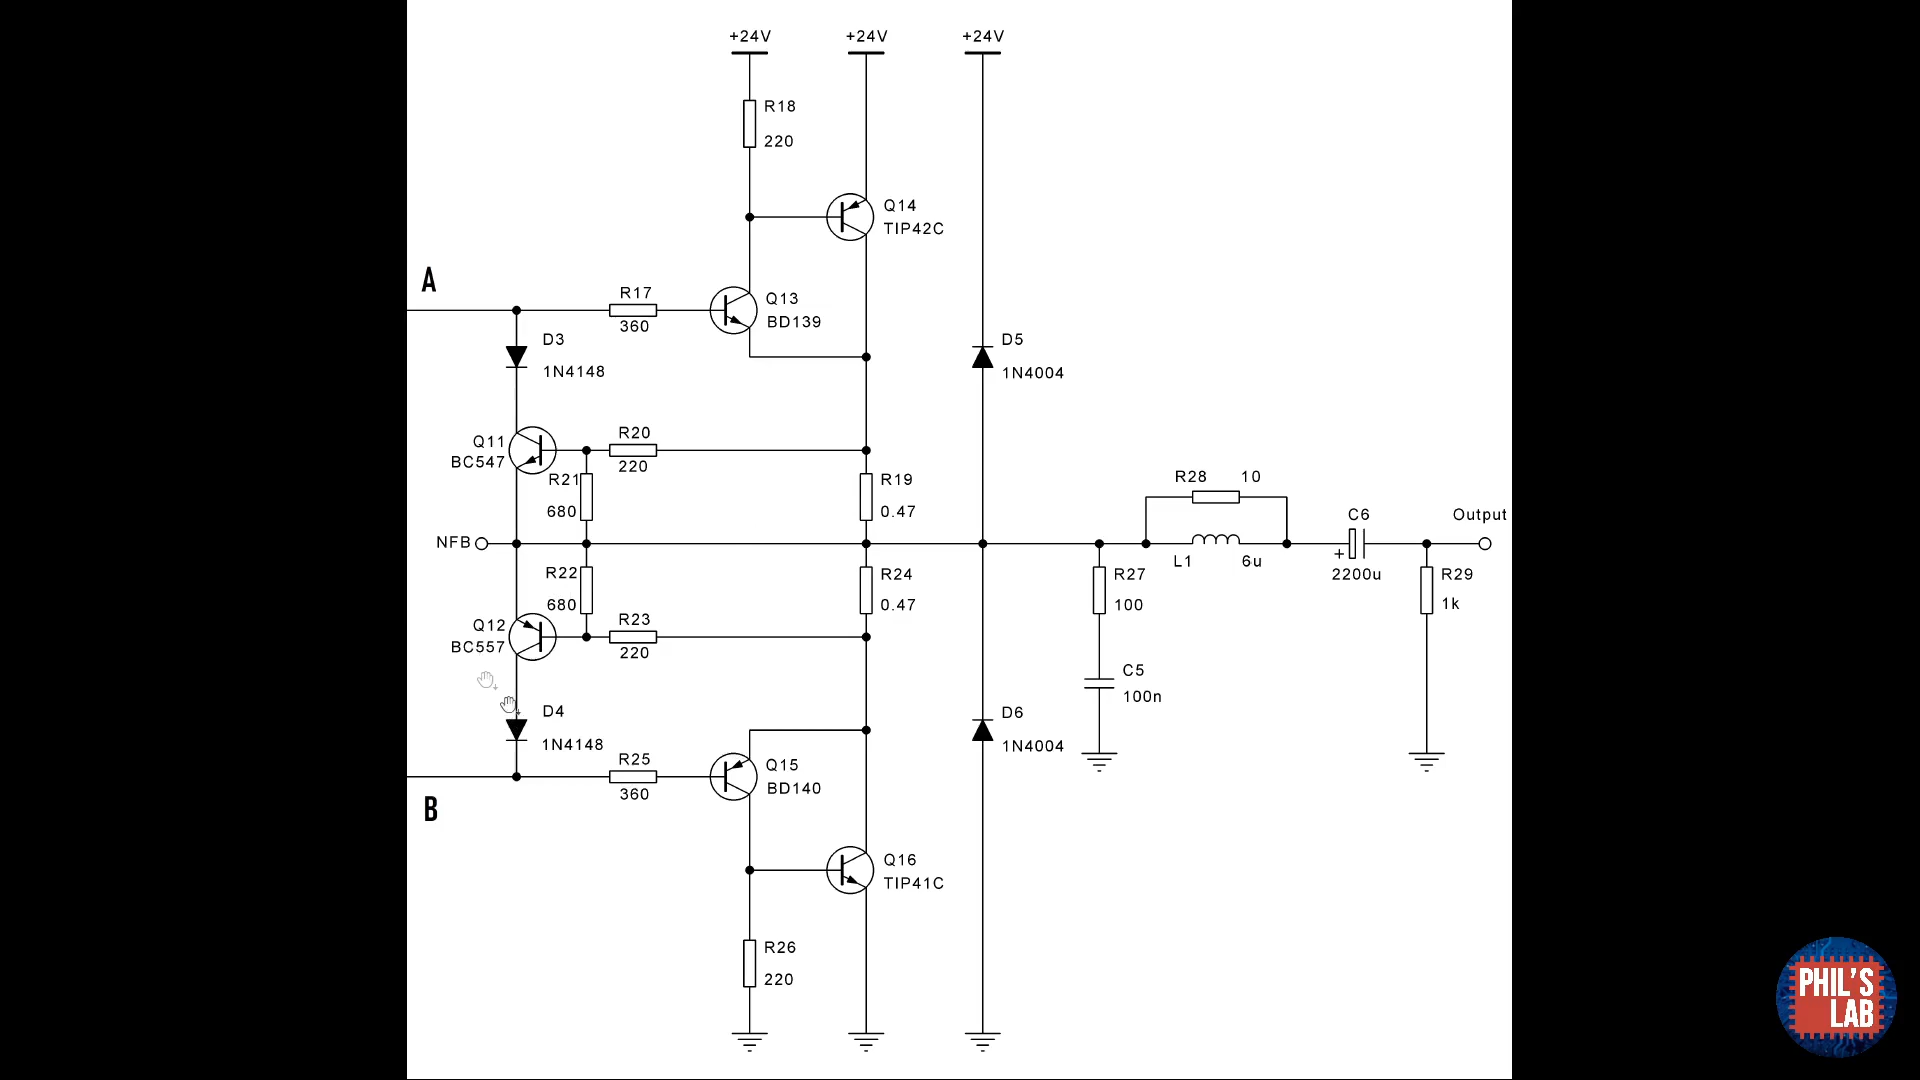 +24V +24V +24V
R18
220
Q14
TIP42C
A
R17
360
Q13
BD139
D3
1N4148
D5
1N4004
Q11
BC547
R20
220
R21
680
R19
0.47
R28 10
C6
Output
NFB
+
L1 6u
2200u
R22
680
R24
0.47
R27
100
R29
1k
Q12
BC557
R23
220
C5
100n
D4
1N4148
D6
1N4004
R25
360
Q15
BD140
B
Q16
TIP41C
R26
220
PHIL'S
LAB